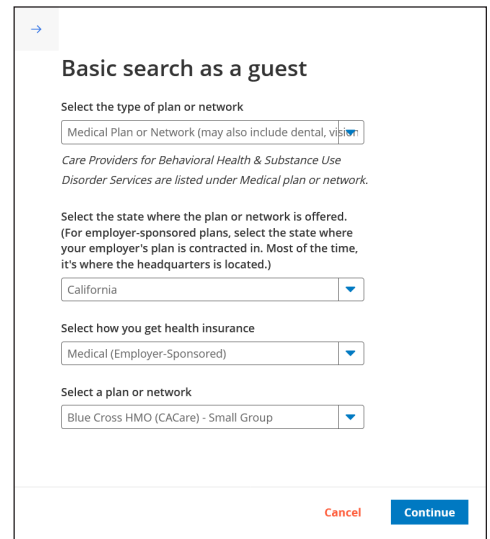 Basic search as a guest
Select the type of plan or network
Medical Plan or Network (may also include dental, vision
Care Providers for Behavioral Health & Substance Use
Disorder Services are listed under Medical plan or network.
Select the state where the plan or network is offered.
(For employer-sponsored plans, select the state where
your employer's plan is contracted in. Most of the time,
it's where the headquarters is located.)
California
Select how you get health insurance
Medical (Employer-Sponsored)
Select a plan or network
Blue Cross HMO (CACare) - Small Group
Cancel Continue